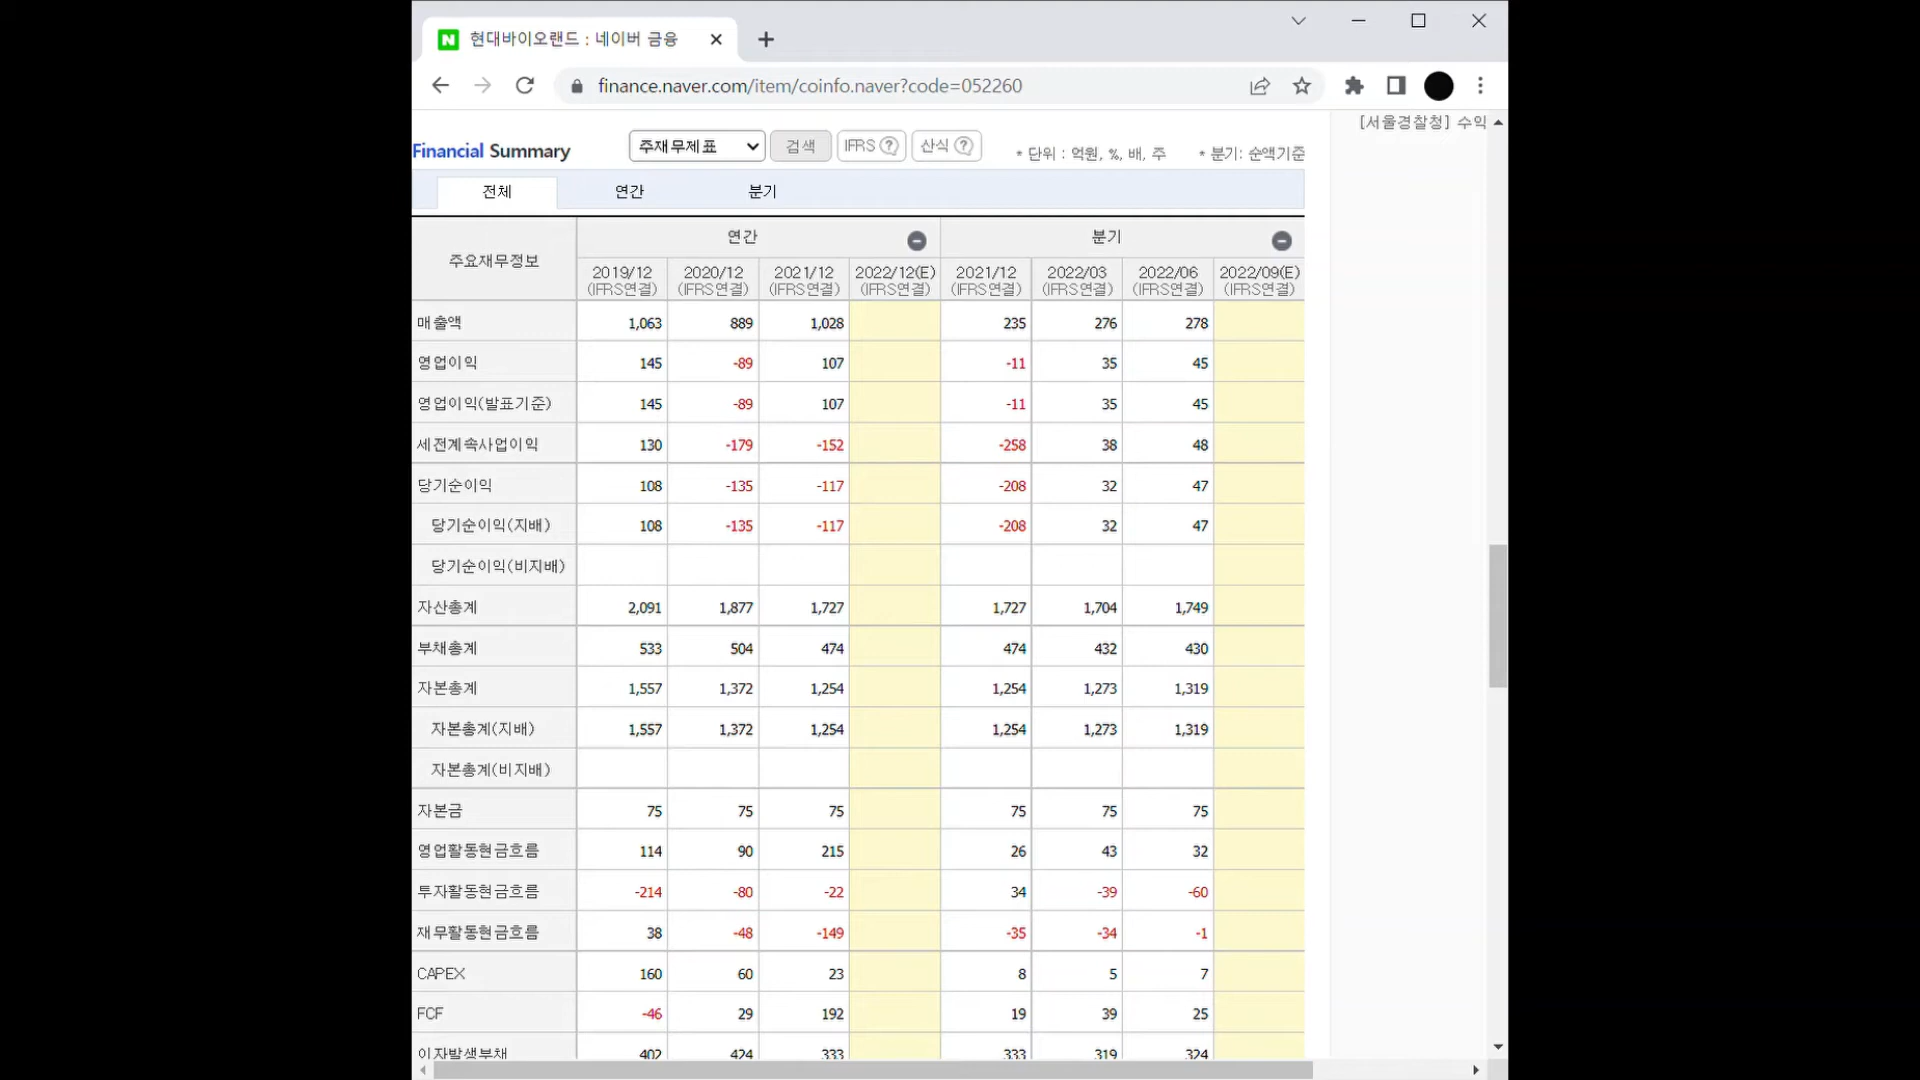 현대바이오랜드 : 네이버 금융
finance.naver.com/item/coinfo.naver?code=052260
[서울경찰청] 수익
Financial Summary 주재무제표 검색 IFRS ? 산식 ? * 단위 : 억원, %, 배, 주 * 분기: 순액기준
전체 연간 분기
주요재무정보 연간 분기
2019/12 2020/12 2021/12 2022/12(E) 2021/12 2022/03 2022/06 2022/09(E)
(IFRS연결) (IFRS연결) (IFRS연결) (IFRS연결) (IFRS연결) (IFRS연결) (IFRS연결) (IFRS연결)
매출액 1,063 889 1,028 235 276 278
영업이익 145 -89 107 -11 35 45
영업이익(발표기준) 145 -89 107 -11 35 45
세전계속사업이익 130 -179 -152 -258 38 48
당기순이익 108 -135 -117 -208 32 47
당기순이익(지배) 108 -135 -117 -208 32 47
당기순이익(비지배)
자산총계 2,091 1,877 1,727 1,727 1,704 1,749
부채총계 533 504 474 474 432 430
자본총계 1,557 1,372 1,254 1,254 1,273 1,319
자본총계(지배) 1,557 1,372 1,254 1,254 1,273 1,319
자본총계(비지배)
자본금 75 75 75 75 75 75
영업활동현금흐름 114 90 215 26 43 32
투자활동현금흐름 -214 -80 -22 34 -39 -60
재무활동현금흐름 38 -48 -149 -35 -34 -1
CAPEX 160 60 23 8 5 7
FCF -46 29 192 19 39 25
이자발생부채 402 424 333 333 319 324